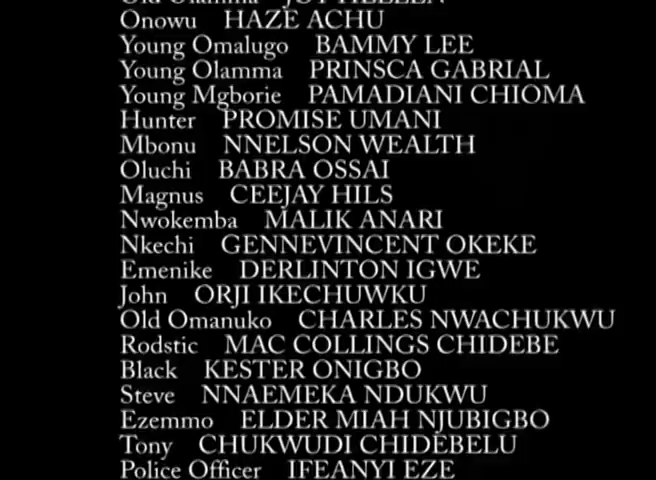 Onowu HAZE ACHU
Young Omalugo BAMMY LEE
Young Olamma PRINSCA GABRIAL
Young Mgborie PAMADIANI CHIOMA
Hunter PROMISE UMANI
Mbonu NNELSON WEALTH
Oluchi BABRA OSSAI
Magnus CEEJAY HILS
Nwokemba MALIK ANARI
Nkechi GENNEVINCENT OKEKE
Emenike DERLINTON IGWE
John ORJI IKECHUWKU
Old Omanuko CHARLES NWACHUKWU
Rodstic MAC COLLINGS CHIDEBE
Black KESTER ONIGBO
Steve NNAEMEKA NDUKWU
Ezemmo ELDER MIAH NJUBIGBO
Tony CHUKWUDI CHIDEBELU
Police Officer IFEANYI EZE